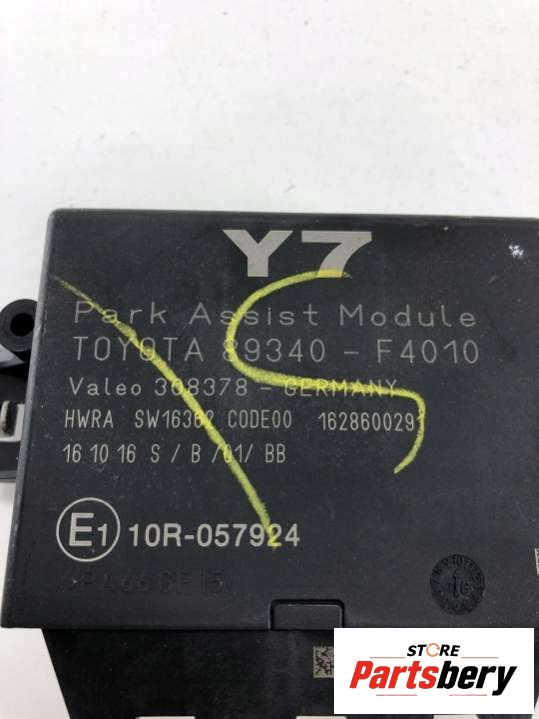 Y7
Park Assist Module
TOYOTA 89340 - F4010
Valeo 308378 - GERMANY
HWRA SW16362 CODE00 162860029
16 10 16 S / B /01/ BB
E1 10R-057924
STORE
Partsbery